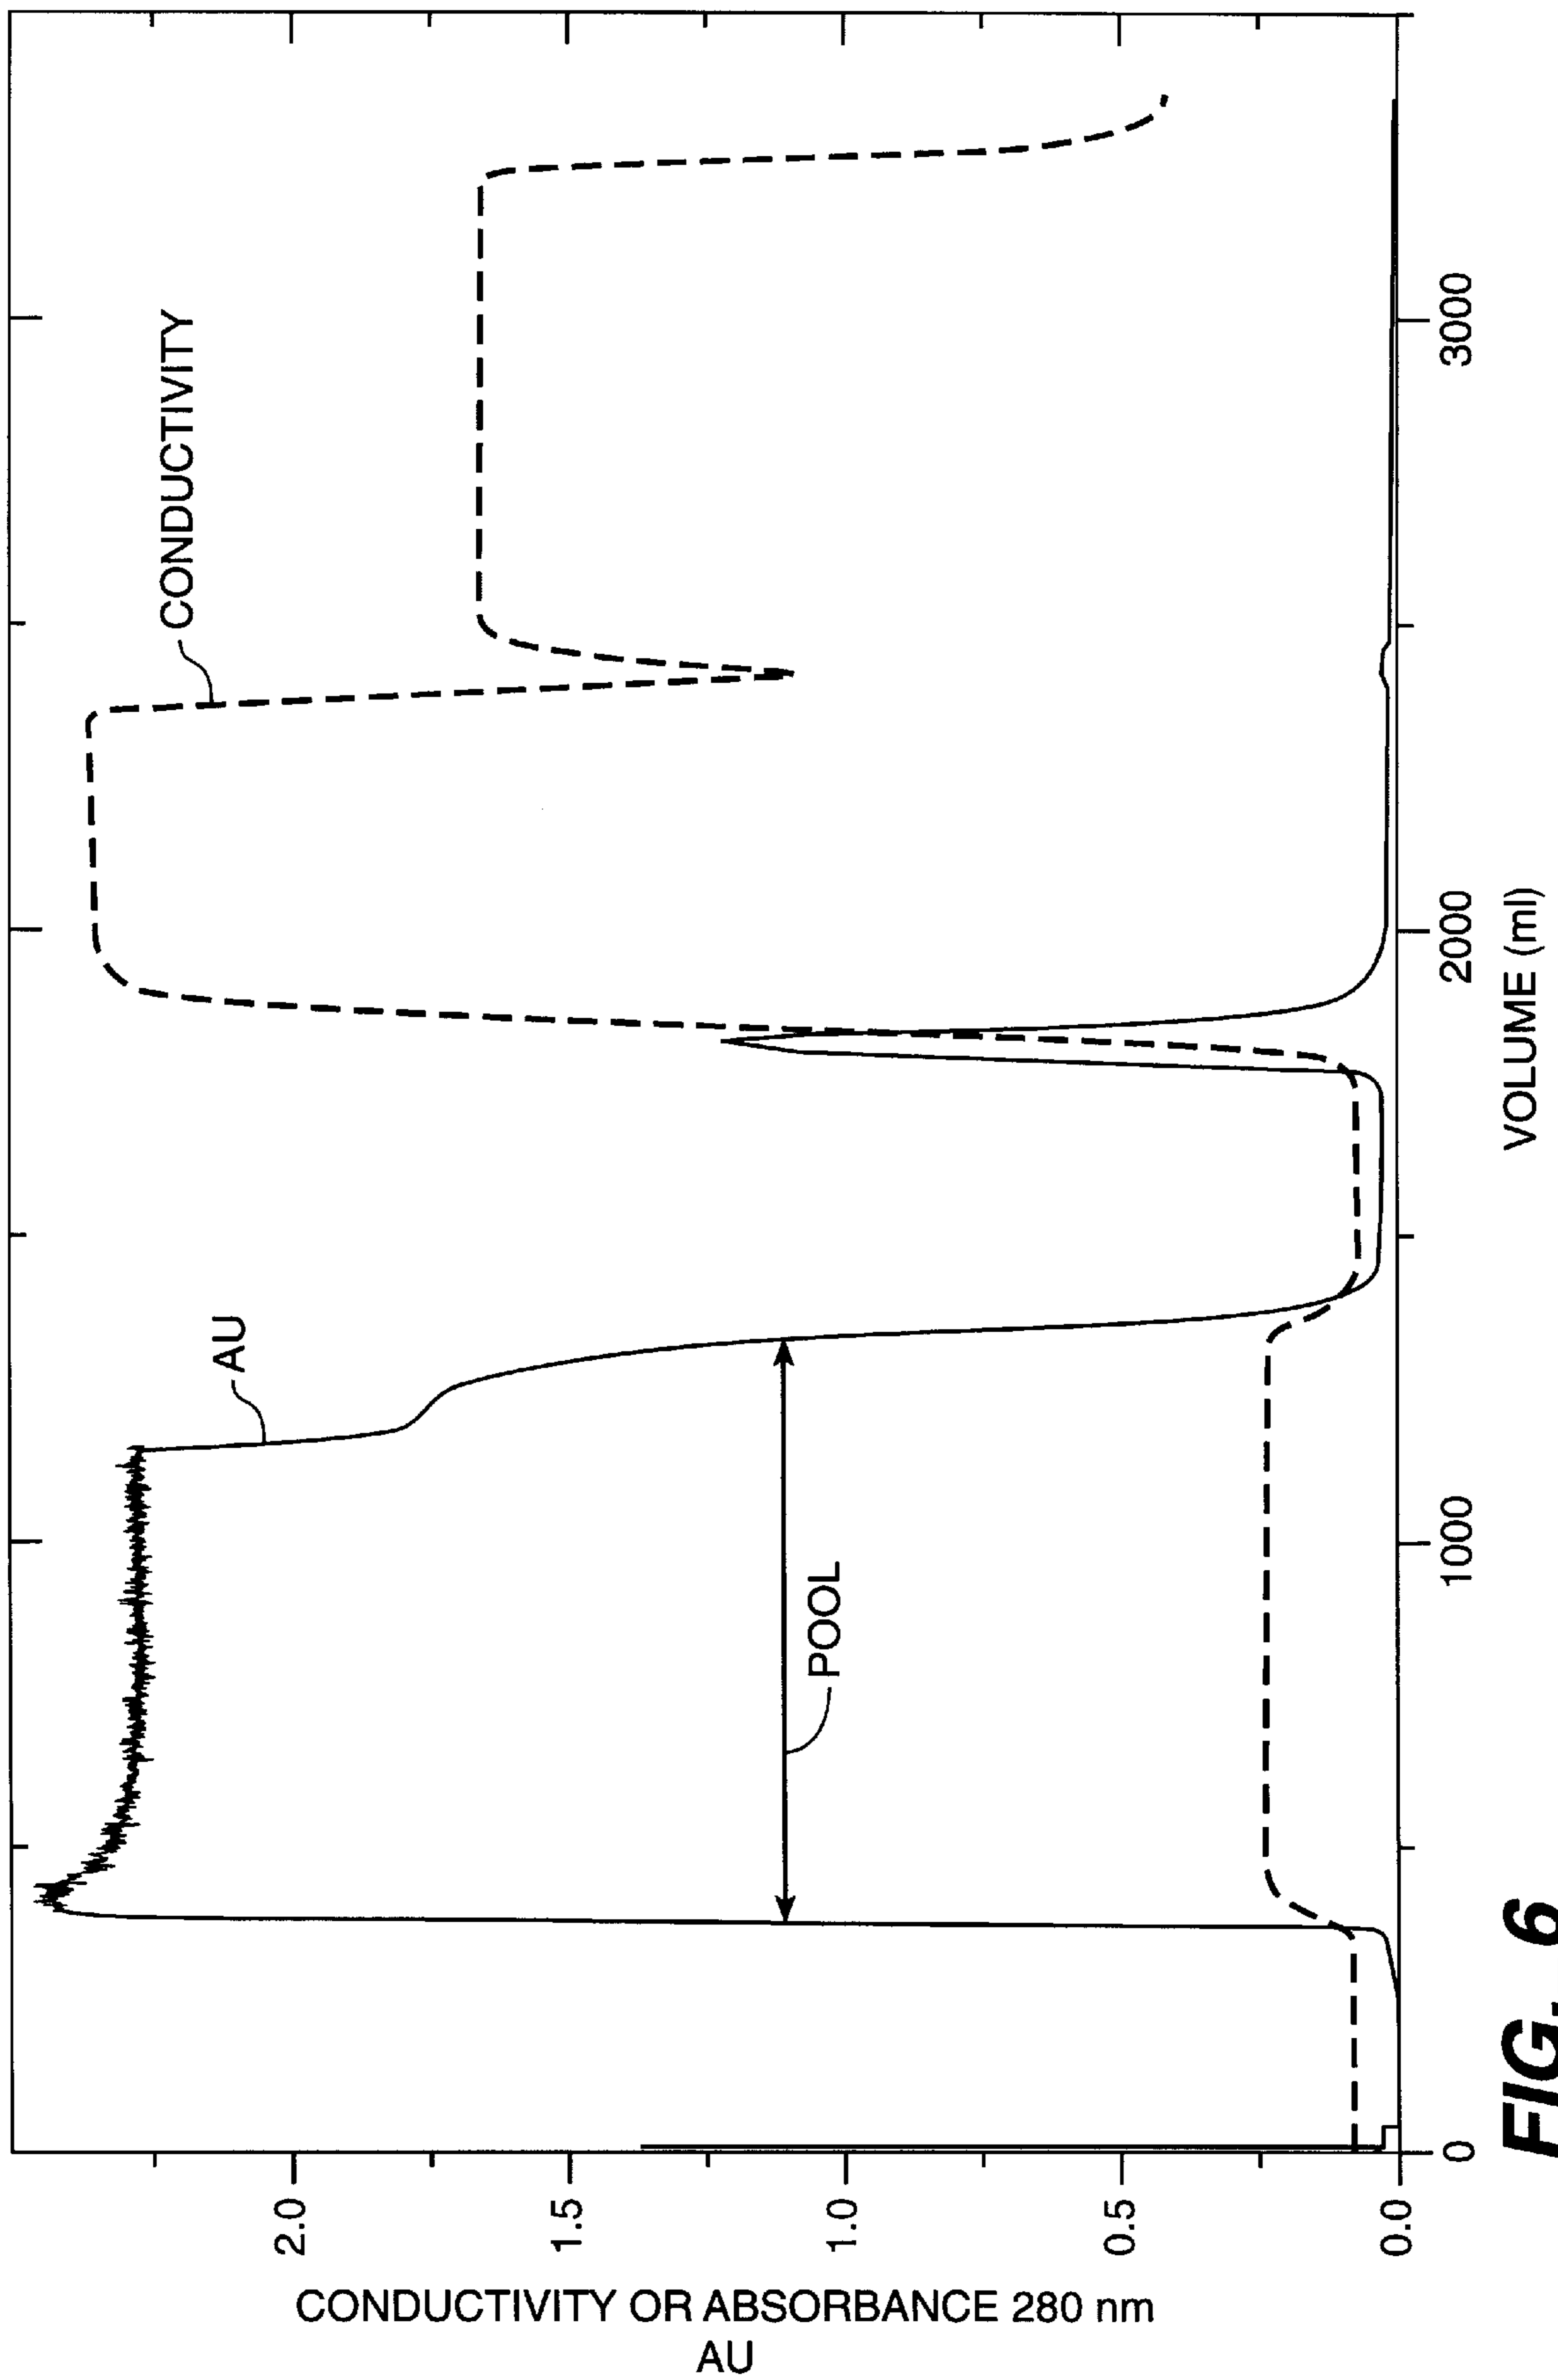 CONDUCTIVITY OR ABSORBANCE 280 nm
AU
2.0
1.5
1.0
0.5
0.0
AU
CONDUCTIVITY
POOL
0
1000
2000
3000
VOLUME (ml)
FIG. 6